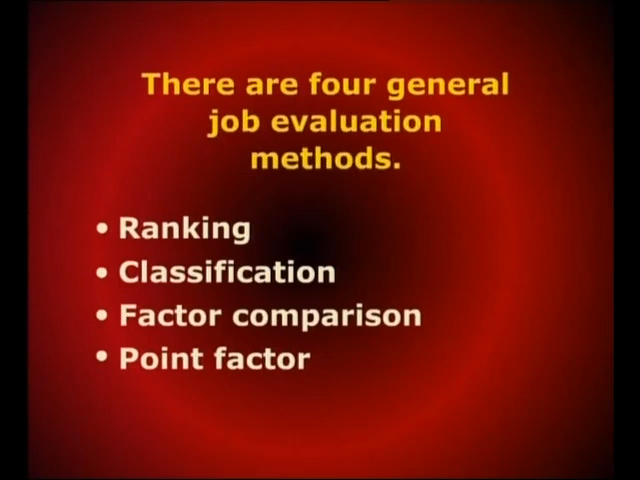 There are four general
job evaluation
methods.
• Ranking
• Classification
• Factor comparison
• Point factor